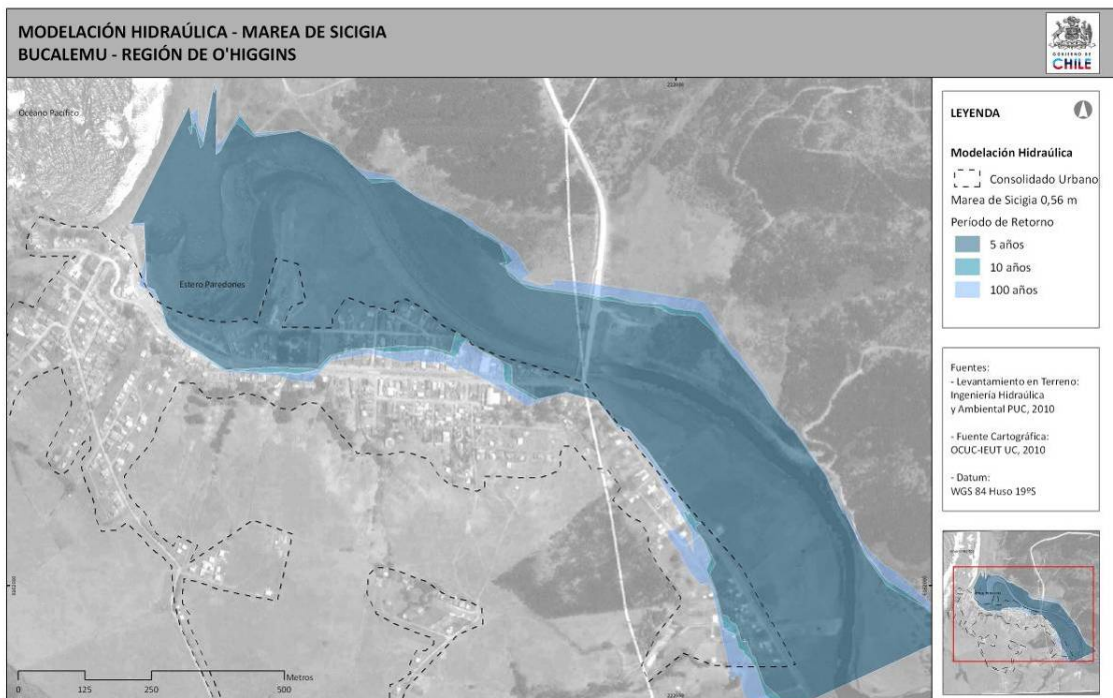 MODELACIÓN HIDRAÚLICA - MAREA DE SICIGIA
BUCALEMU - REGIÓN DE O'HIGGINS
GOBIERNO DE
CHILE
Océano Pacífico
Estero Paredones
Metros
0 125 250 500
LEYENDA
Modelación Hidraúlica
Consolidado Urbano
Marea de Sicigia 0,56 m
Período de Retorno
5 años
10 años
100 años
Fuentes:
- Levantamiento en Terreno:
Ingeniería Hidraúlica
y Ambiental PUC, 2010
- Fuente Cartográfica:
OCUC-IEUT UC, 2010
- Datum:
WGS 84 Huso 19ºS